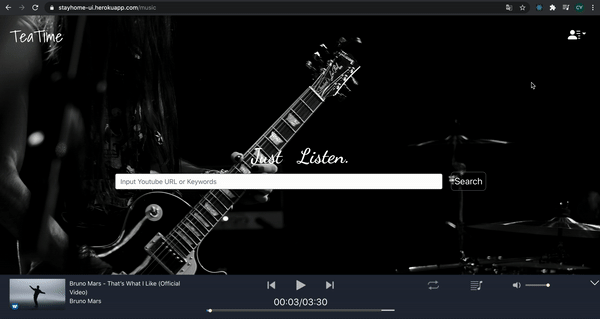 stayhome-ui.herokuapp.com/music
TeaTime
Just Listen.
Input Youtube URL or Keywords
Search
Bruno Mars - That's What I Like (Official
Video)
Bruno Mars
00:03/03:30